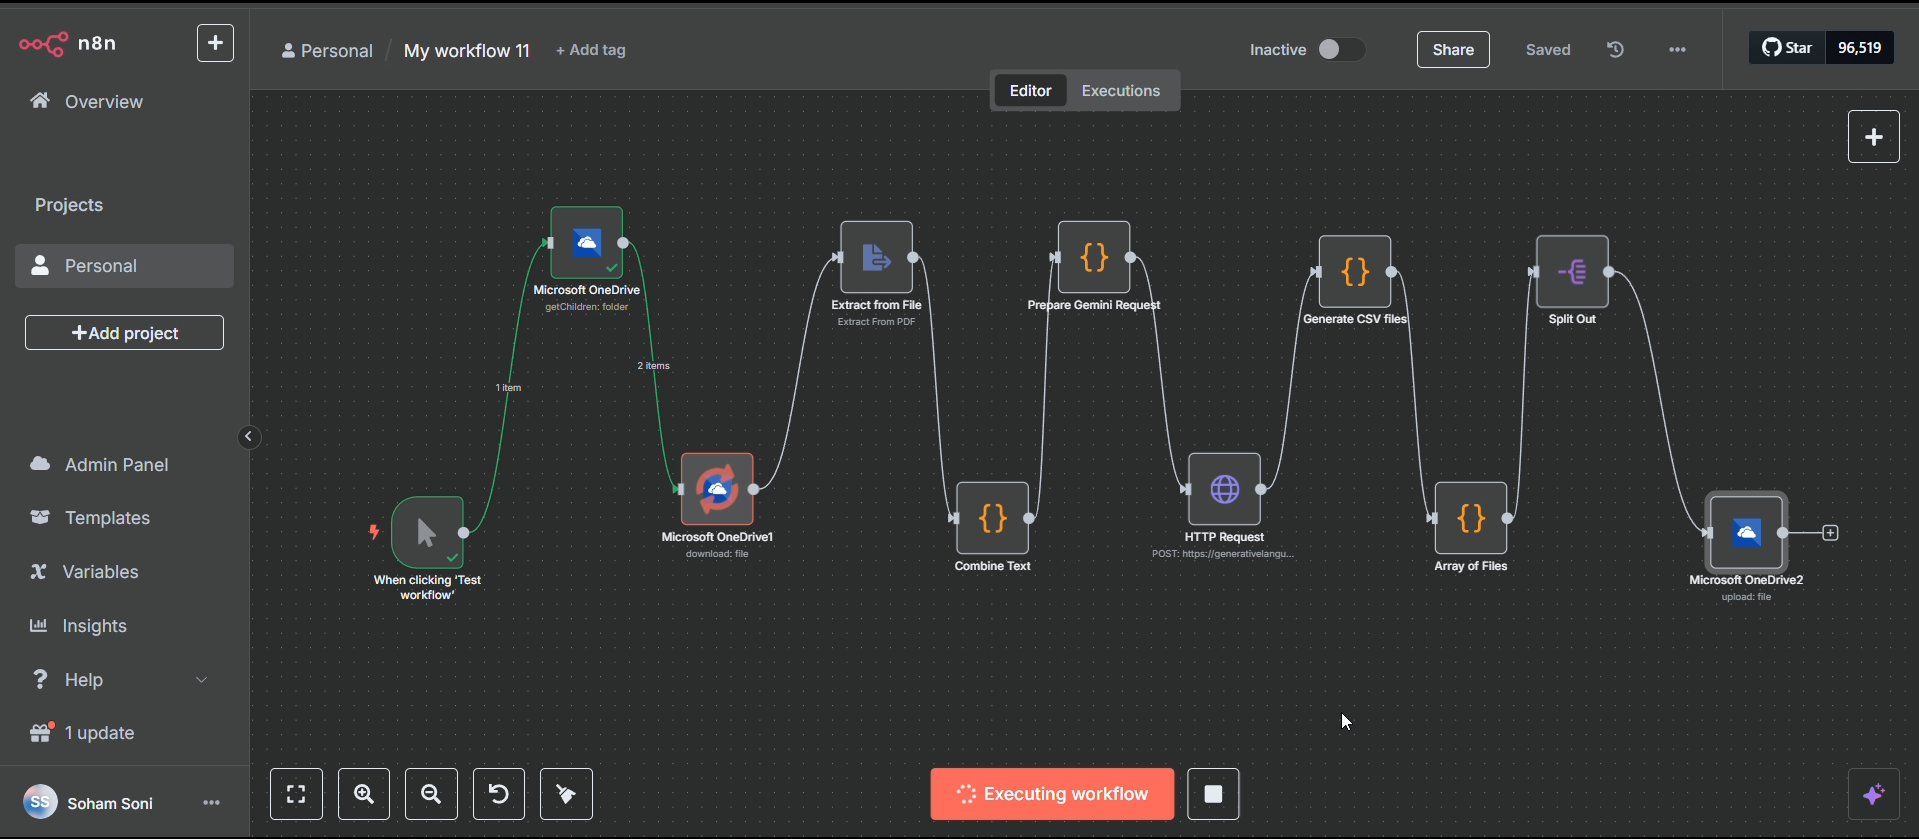 n8n
+
Personal / My workflow 11 + Add tag
Inactive
Share
Saved
Star 96,519
Editor
Executions
Overview
Projects
Personal
+Add project
Admin Panel
Templates
Variables
Insights
Help
1 update
SS
Soham Soni
Microsoft OneDrive
getChildren: folder
1 item
2 items
When clicking 'Test
workflow'
Microsoft OneDrive1
download: file
Extract from File
Extract From PDF
Combine Text
Prepare Gemini Request
HTTP Request
POST: https://generativelangu...
Generate CSV files
Array of Files
Split Out
Microsoft OneDrive2
upload: file
Executing workflow